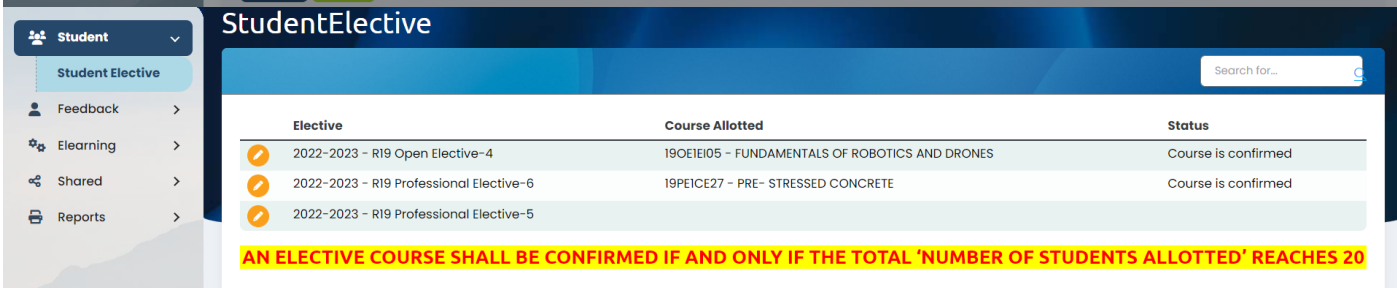 StudentElective
Student
Student Elective
Feedback
Elearning
Shared
Reports
Search for...
Elective Course Allotted Status
2022-2023 - R19 Open Elective-4 19OE1EI05 - FUNDAMENTALS OF ROBOTICS AND DRONES Course is confirmed
2022-2023 - R19 Professional Elective-6 19PE1CE27 - PRE- STRESSED CONCRETE Course is confirmed
2022-2023 - R19 Professional Elective-5
AN ELECTIVE COURSE SHALL BE CONFIRMED IF AND ONLY IF THE TOTAL ‘NUMBER OF STUDENTS ALLOTTED’ REACHES 20